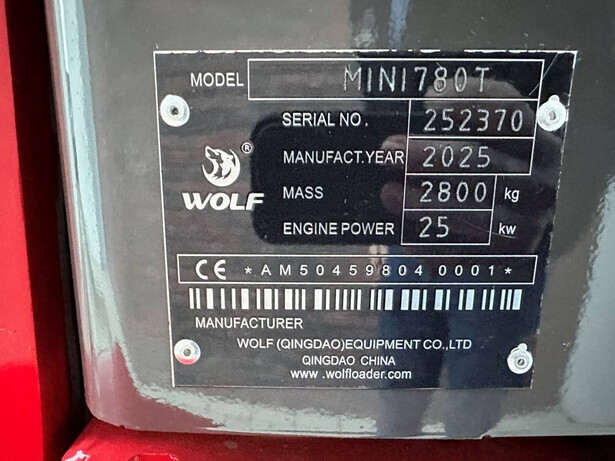 MODEL MINI780T
SERIAL NO. 252370
MANUFACT.YEAR 2025
MASS 2800 kg
ENGINE POWER 25 kw
® WOLF
CE *AM50459804 0001*
MANUFACTURER
WOLF (QINGDAO)EQUIPMENT CO.,LTD
QINGDAO CHINA
www .wolfloader.com